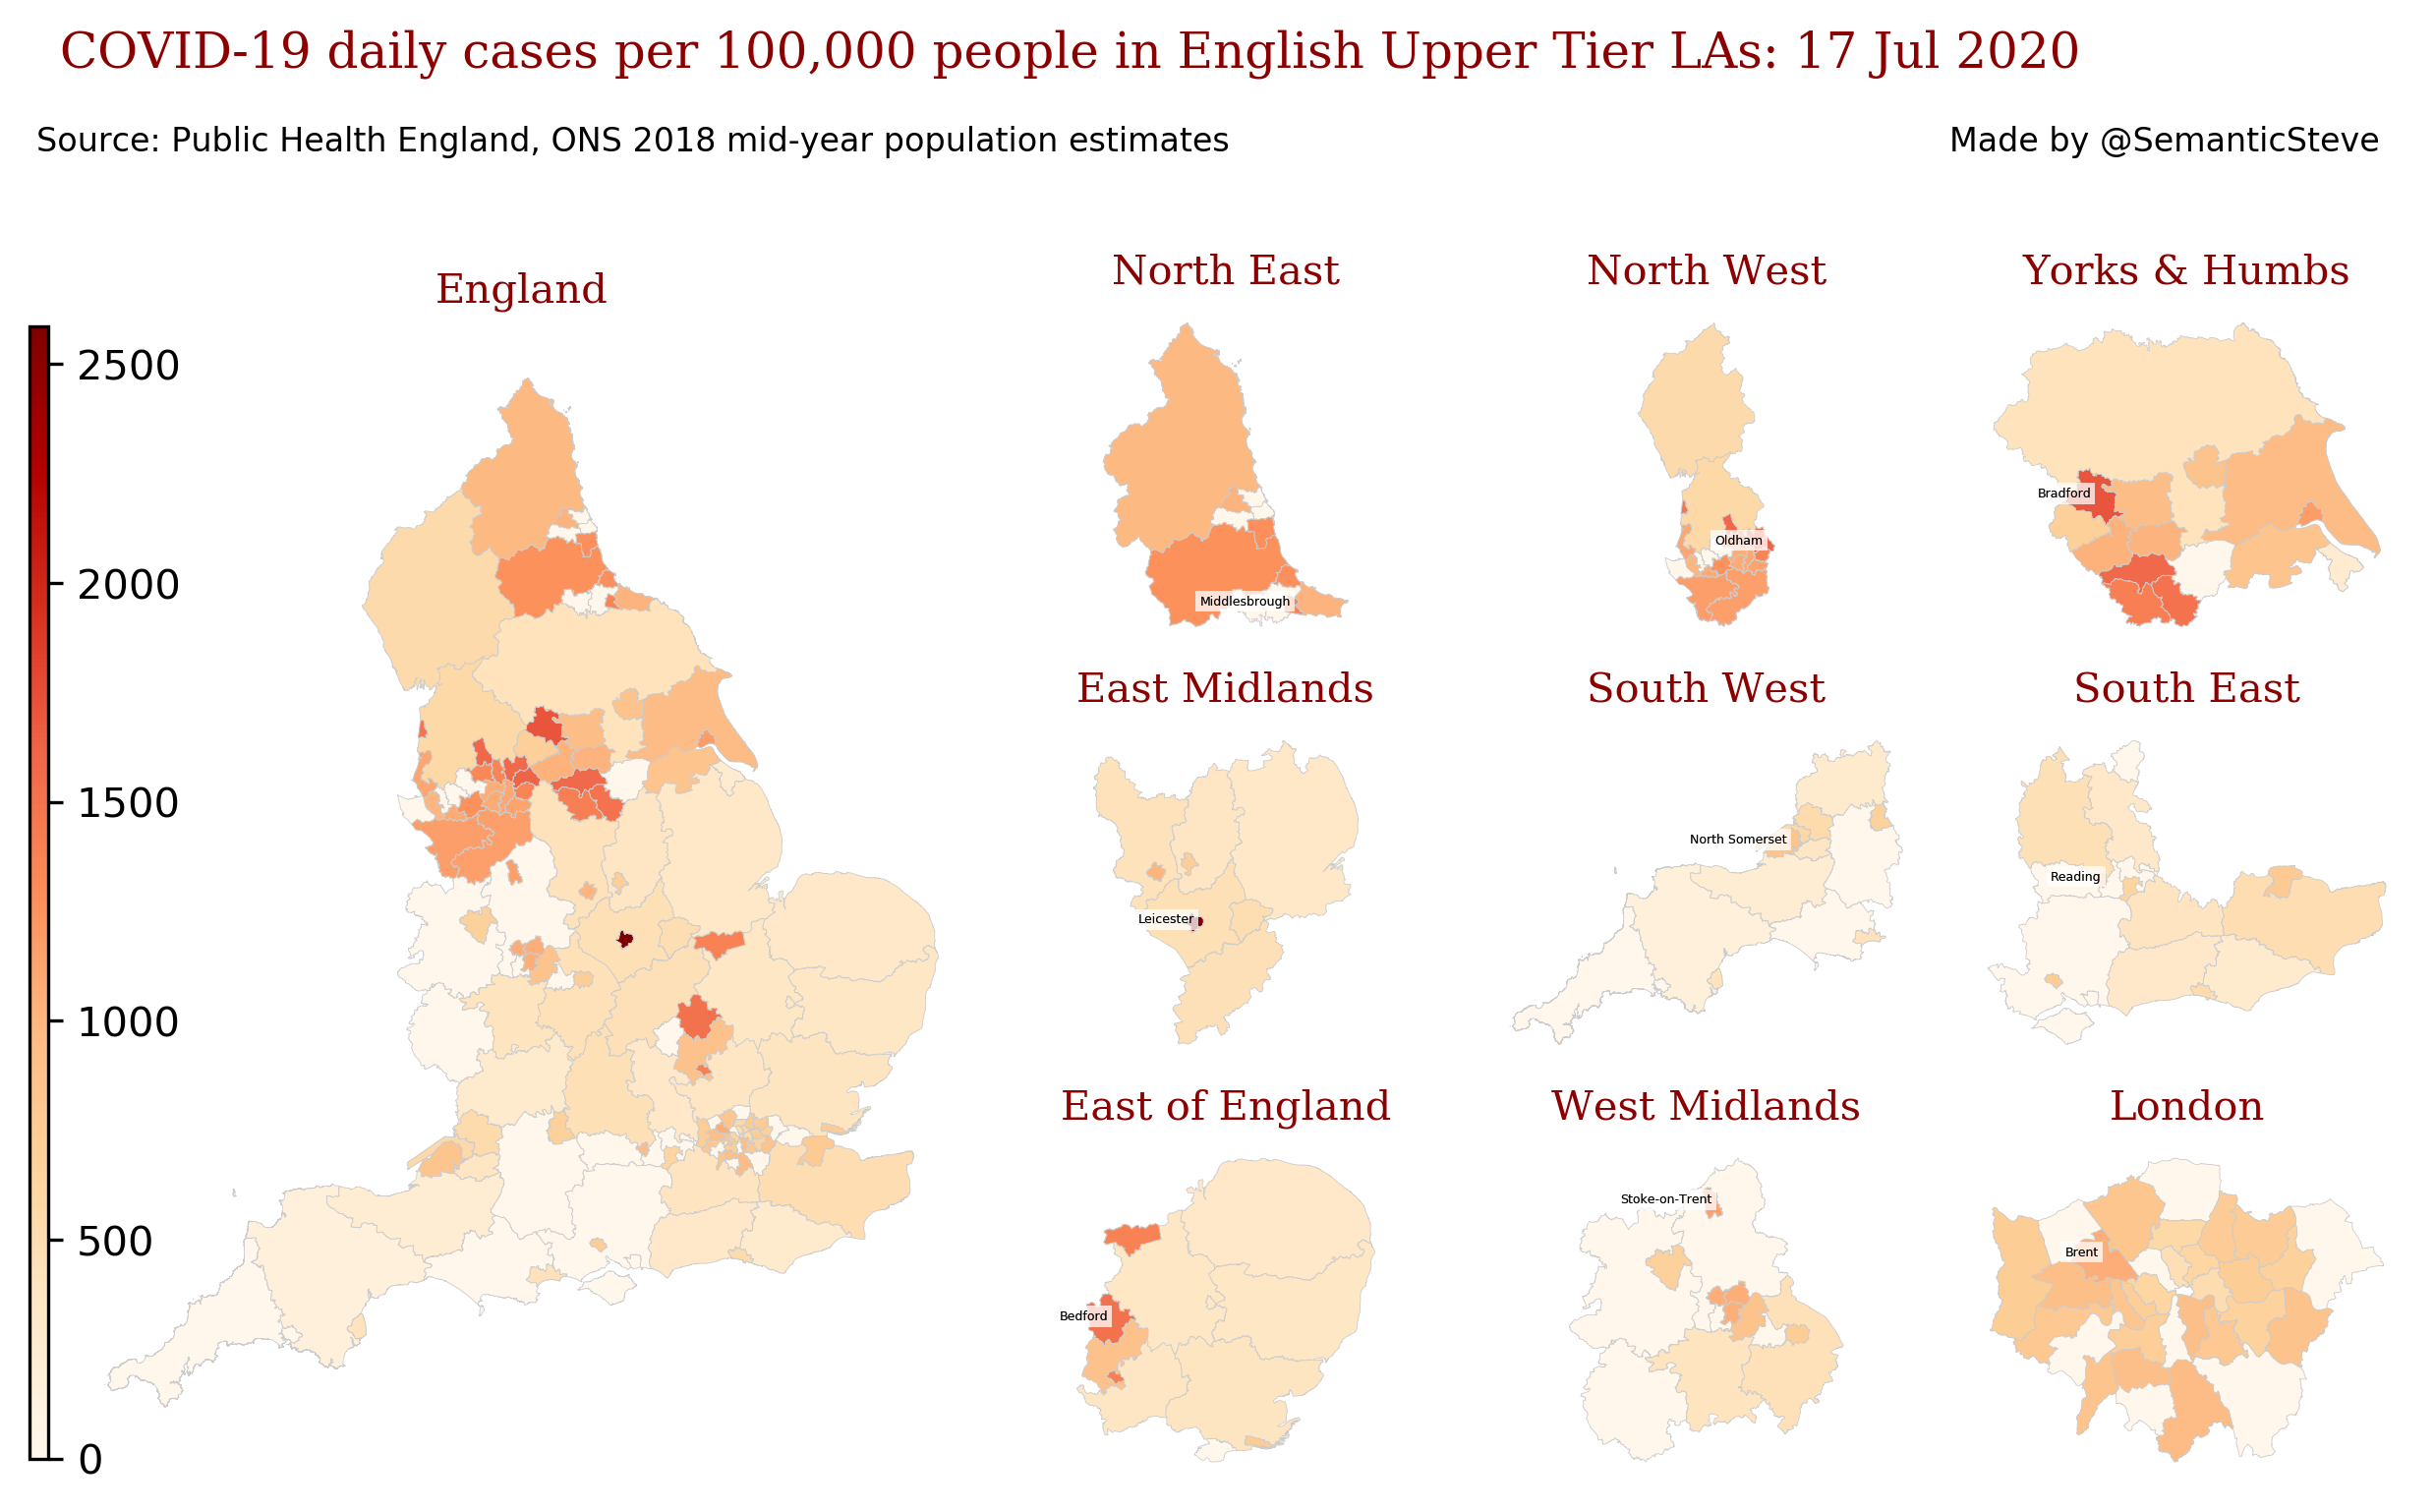 COVID-19 daily cases per 100,000 people in English Upper Tier LAs: 17 Jul 2020
Source: Public Health England, ONS 2018 mid-year population estimates
Made by @SemanticSteve
England
2500
2000
1500
1000
500
0
North East
Middlesbrough
North West
Oldham
Yorks & Humbs
Bradford
East Midlands
Leicester
South West
North Somerset
South East
Reading
East of England
Bedford
West Midlands
Stoke-on-Trent
London
Brent